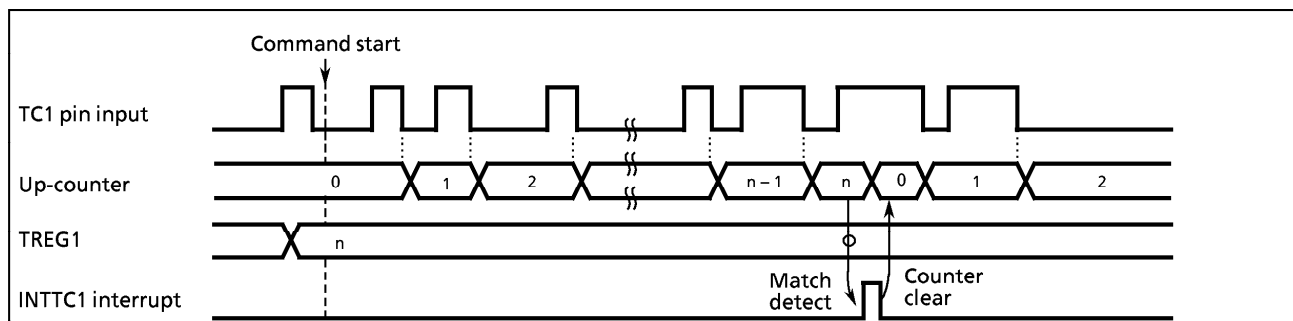 Command start
TC1 pin input
Up-counter
0
1
2
n – 1
n
0
1
2
TREG1
n
Match
detect
Counter
clear
INTTC1 interrupt